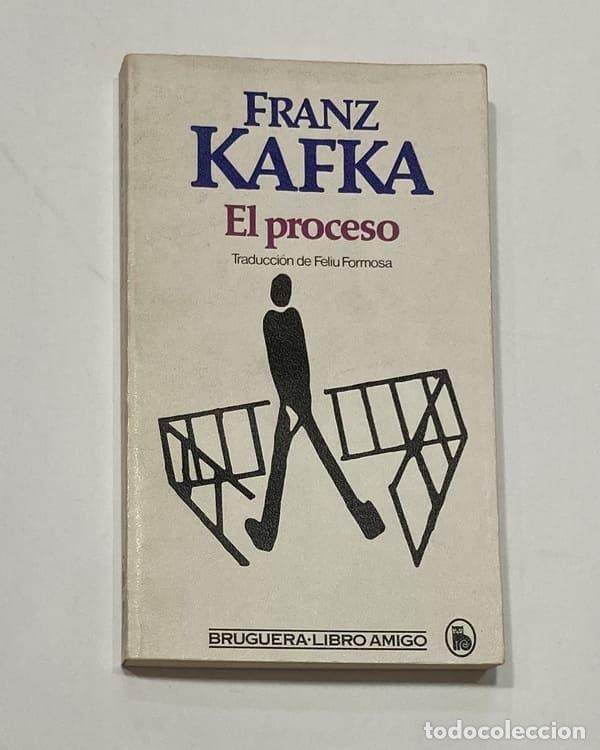 FRANZ
KAFKA
El proceso
Traducción de Feliu Formosa
BRUGUERA·LIBRO AMIGO
todocoleccion